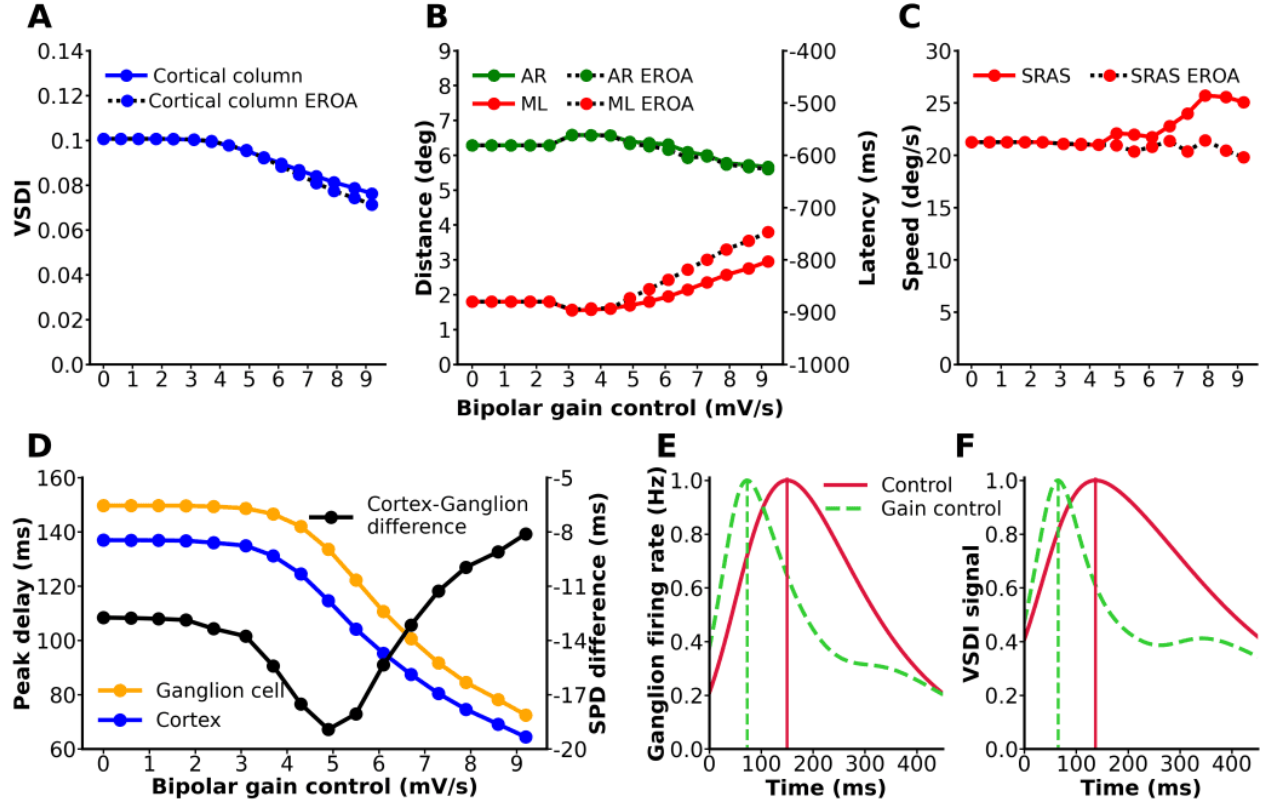 A
B
C
0.14
0.12
0.1
0.08
0.06
0.04
0.02
0.0
VSDI
Cortical column
Cortical column EROA
0 1 2 3 4 5 6 7 8 9
9
8
7
6
5
4
3
2
1
0
Distance (deg)
AR AR EROA
ML ML EROA
-400
-500
-600
-700
-800
-900
-1000
Latency (ms)
0 1 2 3 4 5 6 7 8 9
Bipolar gain control (mV/s)
30
25
20
15
10
5
0
Speed (deg/s)
SRAS SRAS EROA
0 1 2 3 4 5 6 7 8 9
D
E
F
160
140
120
100
80
60
Peak delay (ms)
Cortex-Ganglion
difference
Ganglion cell
Cortex
-5
-8
-11
-14
-17
-20
SPD difference (ms)
0 1 2 3 4 5 6 7 8 9
Bipolar gain control (mV/s)
1.0
0.8
0.6
0.4
0.2
0.0
Ganglion firing rate (Hz)
Control
Gain control
0 100 200 300 400
Time (ms)
1.0
0.8
0.6
0.4
0.2
0.0
VSDI signal
0 100 200 300 400
Time (ms)